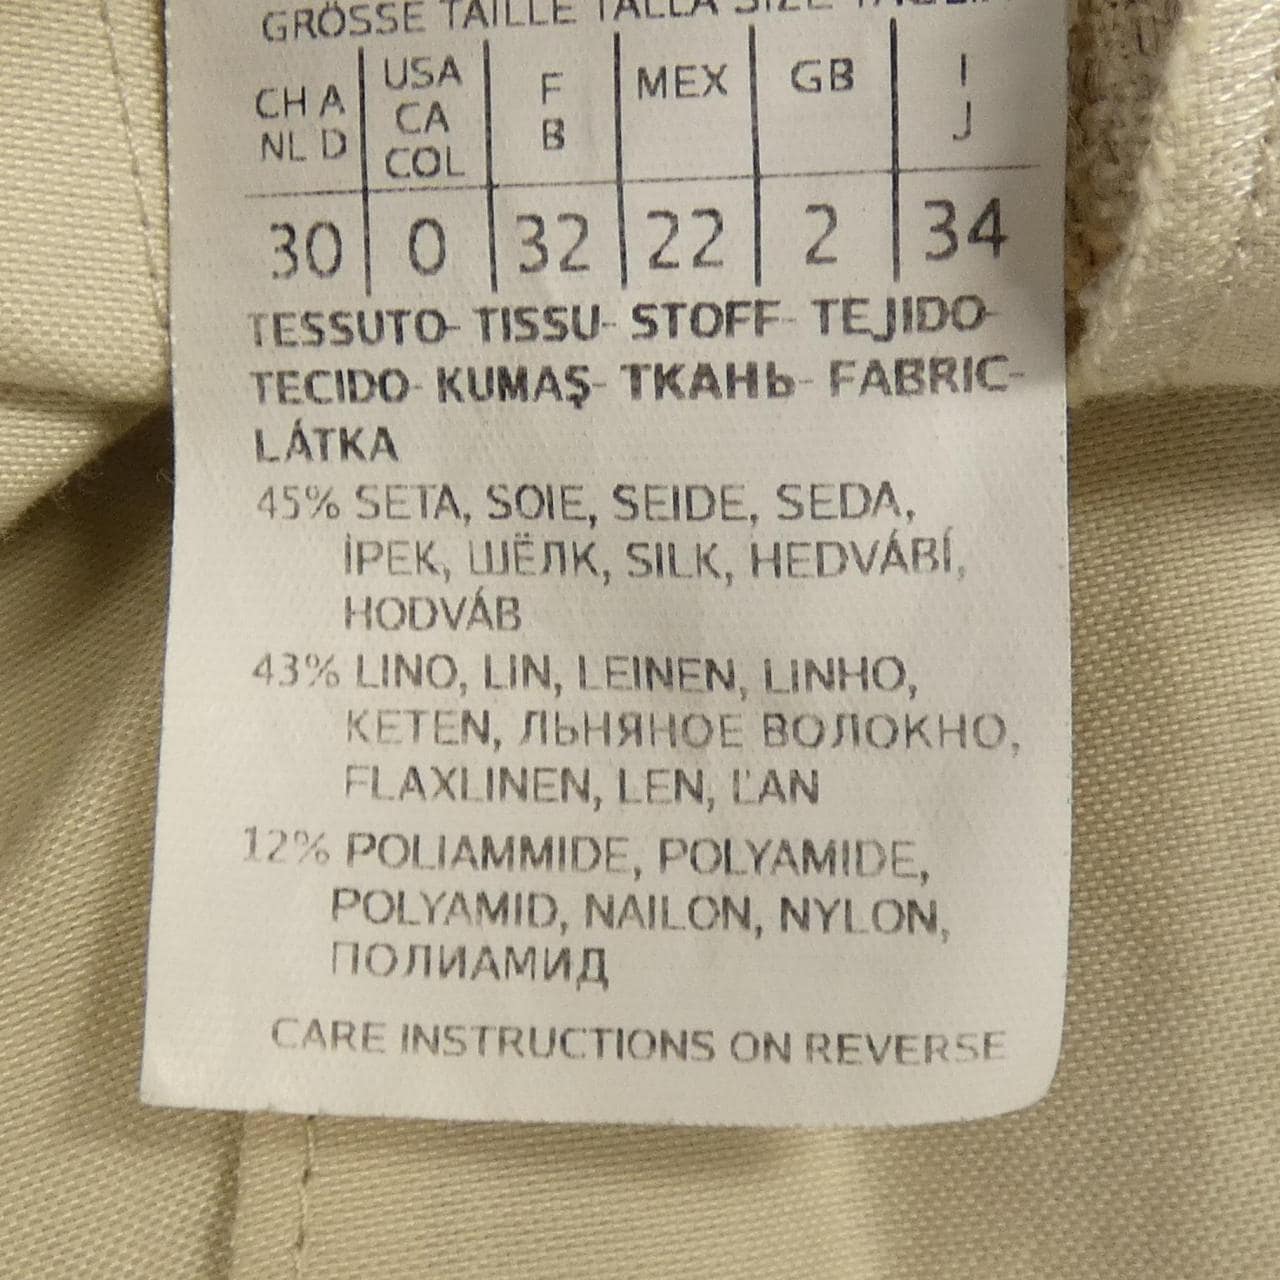 GRÖSSE TAILLE TALLA SIZE
CH A NL D USA CA COL F B MEX GB I J
30 0 32 22 2 34
TESSUTO- TISSU- STOFF- TEJIDO-
TECIDO- KUMAŞ- ТКАНЬ- FABRIC-
LÁTKA
45% SETA, SOIE, SEIDE, SEDA,
İPEK, ШЁЛК, SILK, HEDVÁBÍ,
HODVÁB
43% LINO, LIN, LEINEN, LINHO,
KETEN, ЛЬНЯНОЕ ВОЛОКНО,
FLAXLINEN, LEN, ĽAN
12% POLIAMMIDE, POLYAMIDE,
POLYAMID, NAILON, NYLON,
ПОЛИАМИД
CARE INSTRUCTIONS ON REVERSE